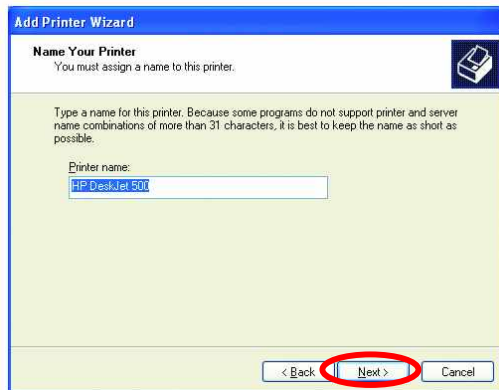 Add Printer Wizard
Name Your Printer
You must assign a name to this printer.
Type a name for this printer. Because some programs do not support printer and server
name combinations of more than 31 characters, it is best to keep the name as short as
possible.
Printer name:
HP DeskJet 500
< Back Next > Cancel